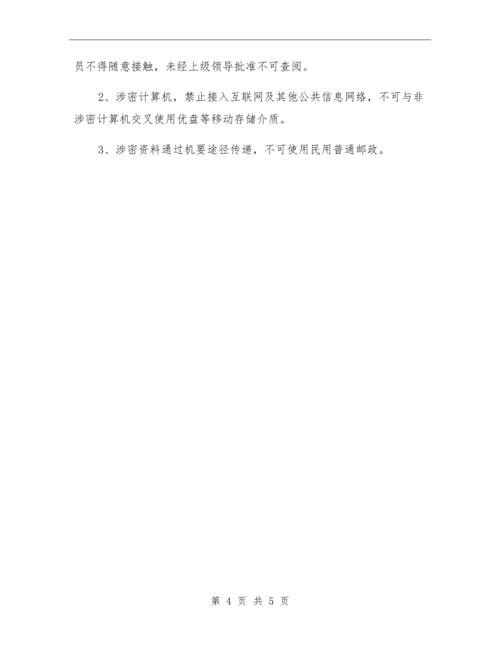 员不得随意接触，未经上级领导批准不可查阅。
2、涉密计算机，禁止接入互联网及其他公共信息网络，不可与非
涉密计算机交叉使用优盘等移动存储介质。
3、涉密资料通过机要途径传递，不可使用民用普通邮政。
第 4 页 共 5 页